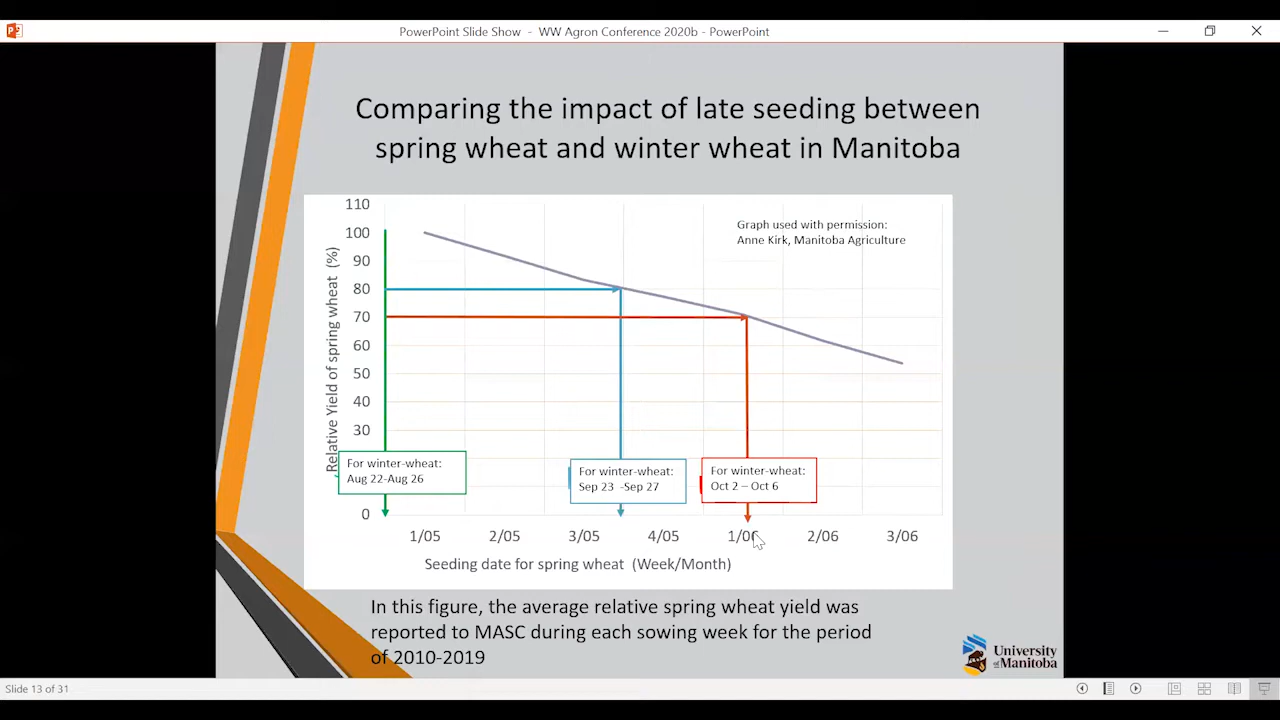 PowerPoint Slide Show - WW Agron Conference 2020b - PowerPoint
Comparing the impact of late seeding between
spring wheat and winter wheat in Manitoba
110
100
90
80
70
60
50
40
30
0
Relative Yield of spring wheat (%)
Graph used with permission:
Anne Kirk, Manitoba Agriculture
For winter-wheat:
Aug 22-Aug 26
For winter-wheat:
Sep 23 -Sep 27
For winter-wheat:
Oct 2 – Oct 6
1/05 2/05 3/05 4/05 1/06 2/06 3/06
Seeding date for spring wheat (Week/Month)
In this figure, the average relative spring wheat yield was
reported to MASC during each sowing week for the period
of 2010-2019
University
of Manitoba
Slide 13 of 31